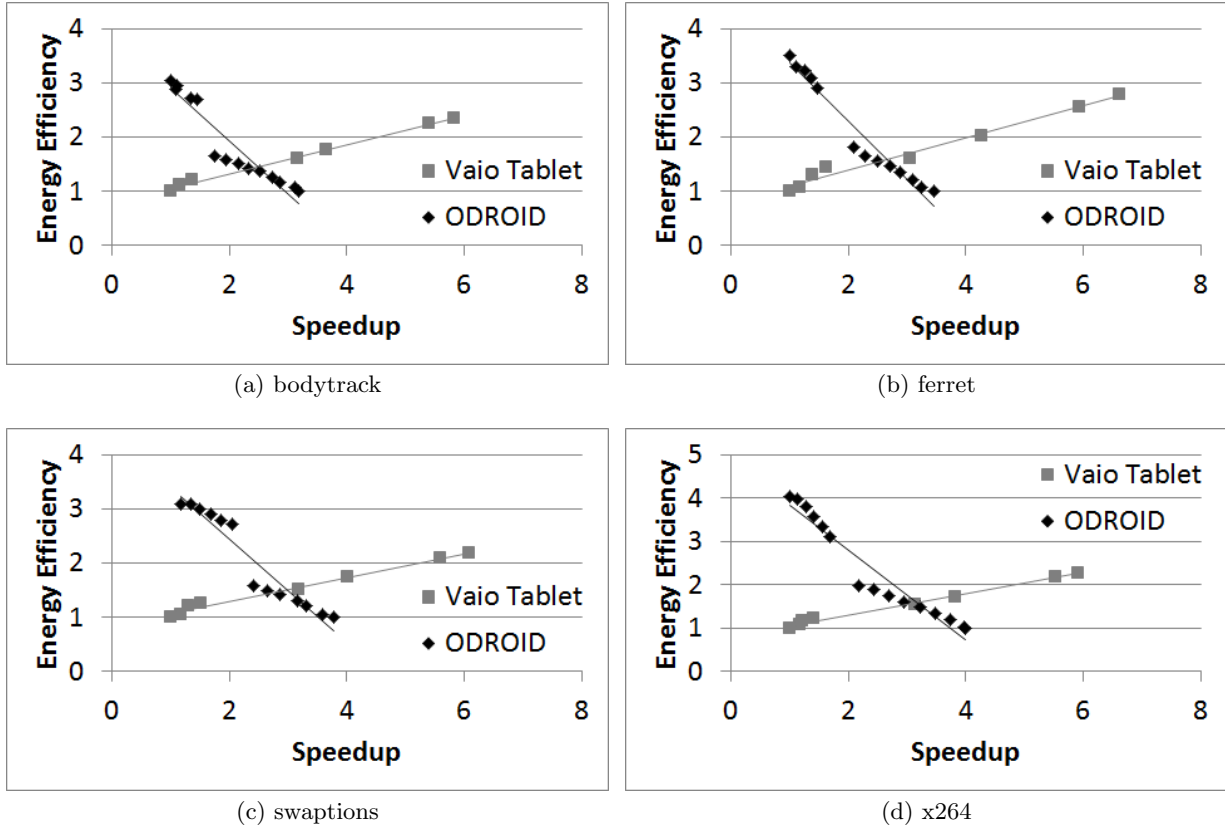 4
3
2
1
0
Energy Efficiency
Vaio Tablet
ODROID
0 2 4 6 8
Speedup
(a) bodytrack
4
3
2
1
0
Energy Efficiency
Vaio Tablet
ODROID
0 2 4 6 8
Speedup
(b) ferret
4
3
2
1
0
Energy Efficiency
Vaio Tablet
ODROID
0 2 4 6 8
Speedup
(c) swaptions
5
4
3
2
1
0
Energy Efficiency
Vaio Tablet
ODROID
0 2 4 6 8
Speedup
(d) x264